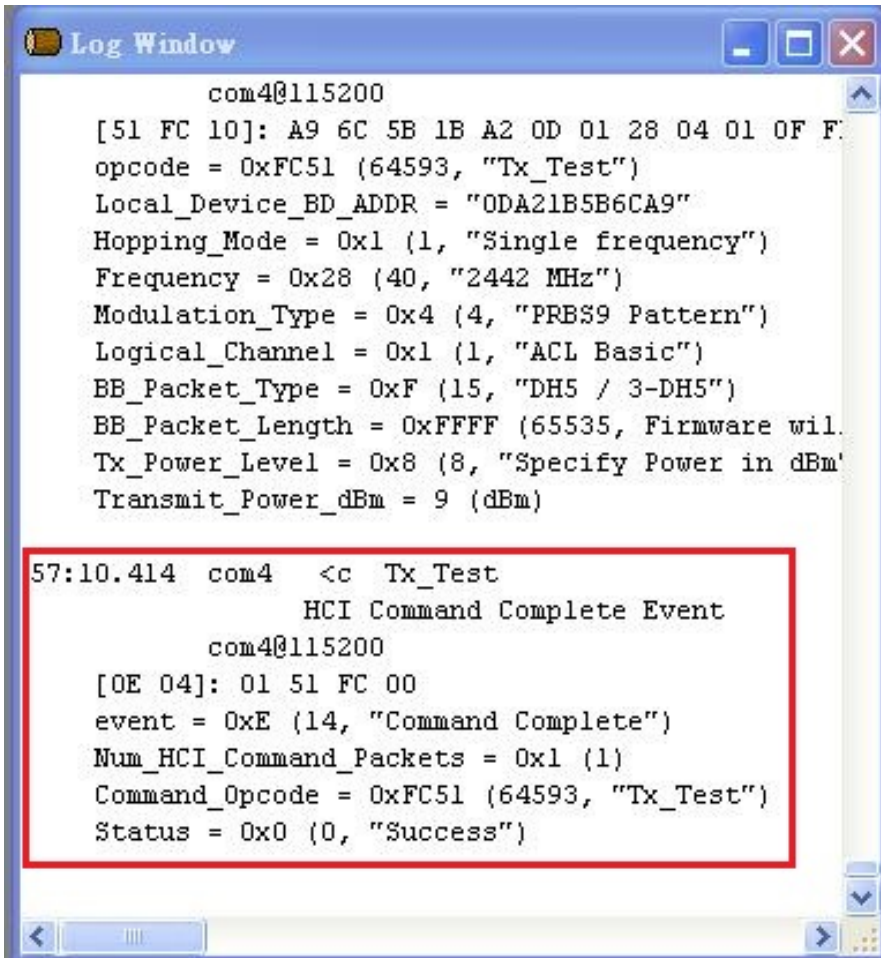 Log Window
com4@115200
[51 FC 10]: A9 6C 5B 1B A2 0D 01 28 04 01 0F
opcode = 0xFC51 (64593, "Tx_Test")
Local_Device_BD_ADDR = "0DA21B5B6CA9"
Hopping_Mode = 0x1 (1, "Single frequency")
Frequency = 0x28 (40, "2442 MHz")
Modulation_Type = 0x4 (4, "PRBS9 Pattern")
Logical_Channel = 0x1 (1, "ACL Basic")
BB_Packet_Type = 0xF (15, "DH5 / 3-DH5")
BB_Packet_Length = 0xFFFF (65535, Firmware
Tx_Power_Level = 0x8 (8, "Specify Power in dBm"
Transmit_Power_dBm = 9 (dBm)
57:10.414 com4 <c Tx_Test
HCI Command Complete Event
com4@115200
[0E 04]: 01 51 FC 00
event = 0xE (14, "Command Complete")
Num_HCI_Command_Packets = 0x1 (1)
Command_Opcode = 0xFC51 (64593, "Tx_Test")
Status = 0x0 (0, "Success")